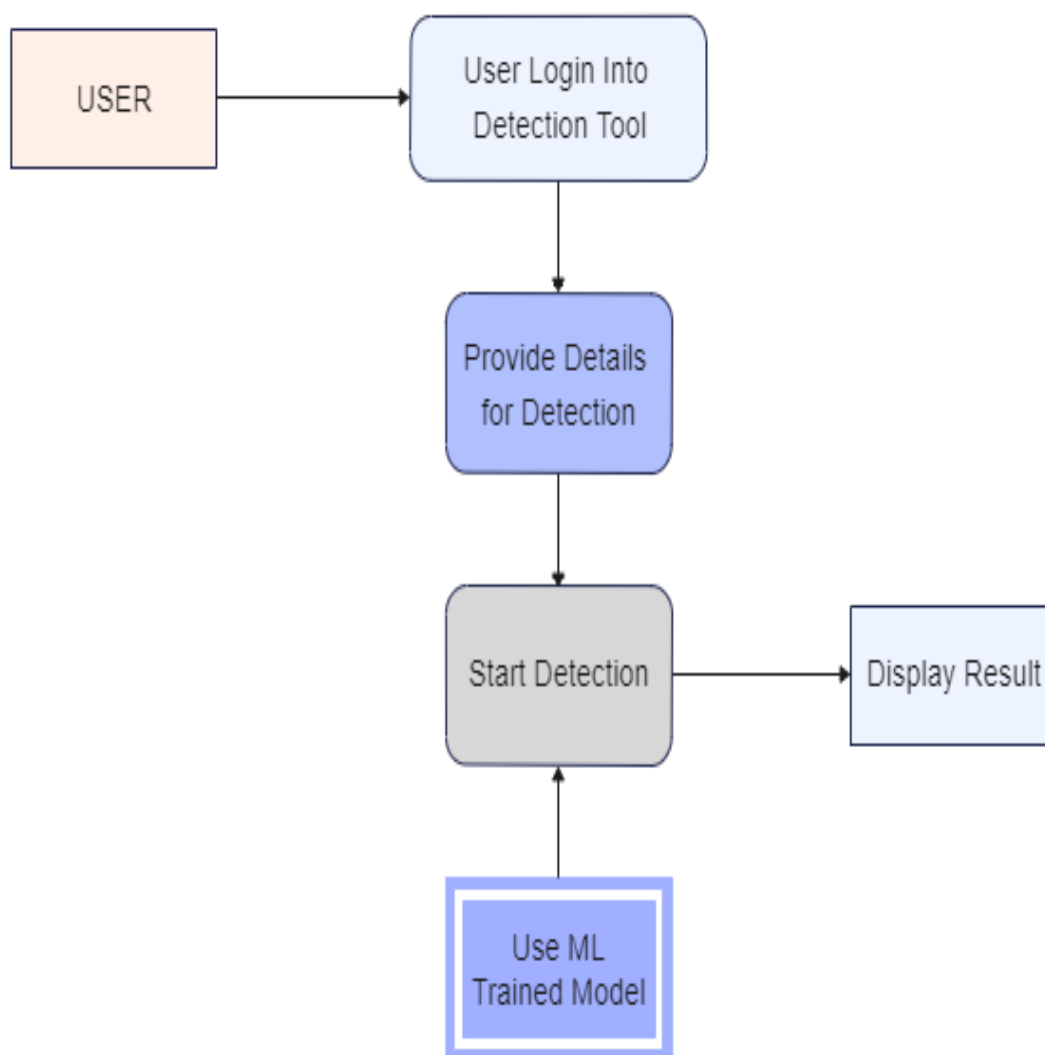 USER
User Login Into
Detection Tool
Provide Details
for Detection
Start Detection
Display Result
Use ML
Trained Model